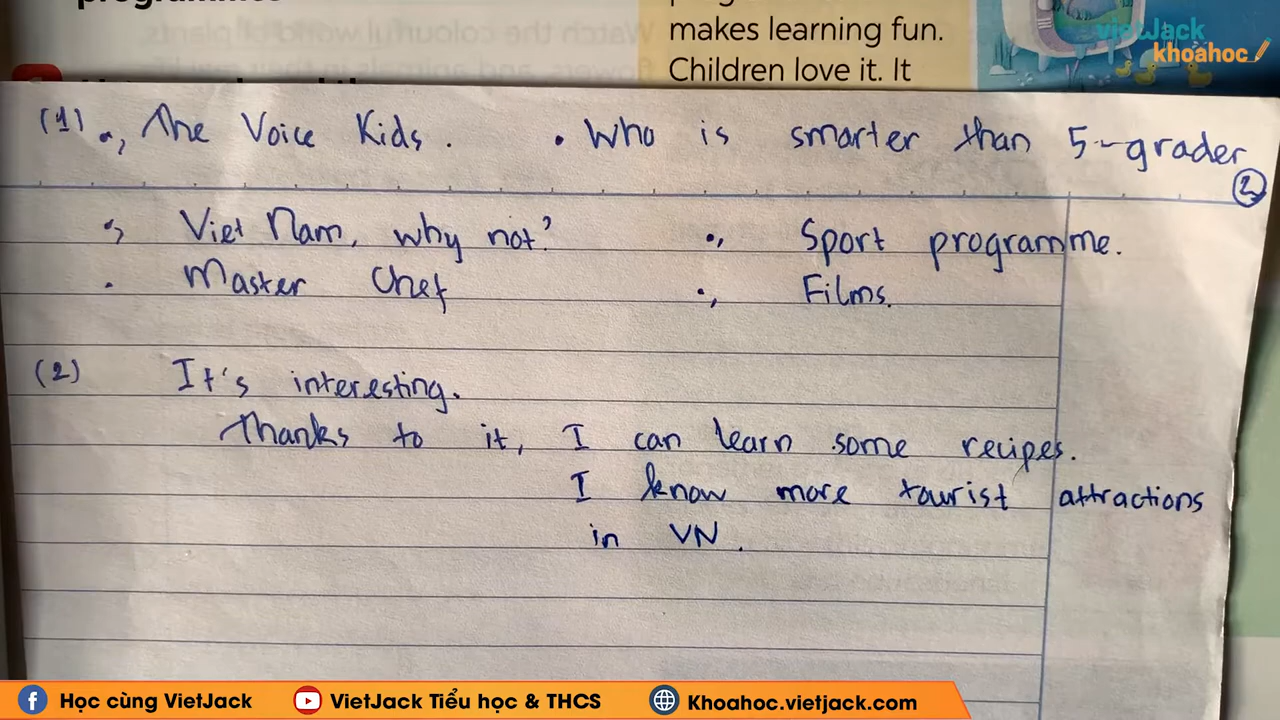 makes learning fun.
Children love it. It
vietJack
khoahoc
(1) The Voice Kids. • Who is smarter than 5-grader
2
Viet Nam, why not? Sport programme.
Master Chef Films.
(2) It's interesting.
Thanks to it, I can learn some recipes.
I know more tourist attractions
in VN.
Học cùng VietJack VietJack Tiểu học & THCS Khoahoc.vietjack.com